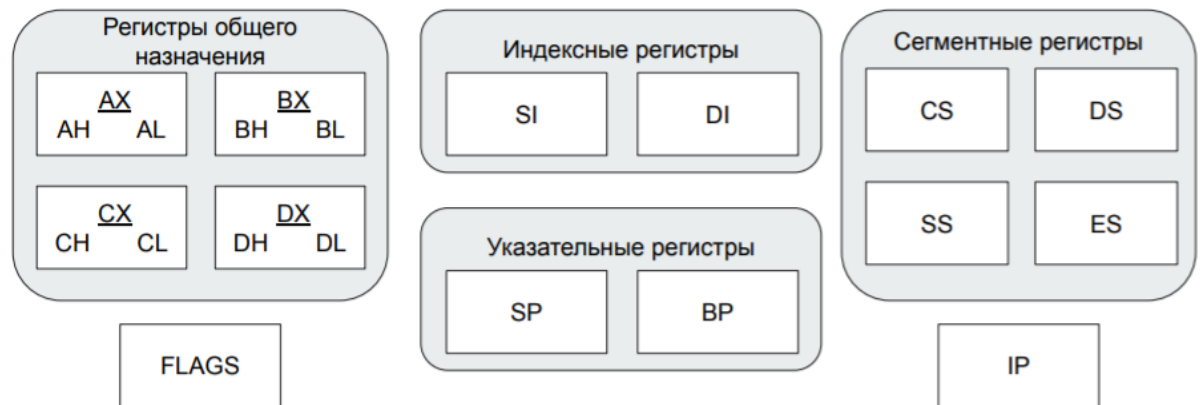 Регистры общего
назначения
AX
AH AL
BX
BH BL
CX
CH CL
DX
DH DL
FLAGS
Индексные регистры
SI
DI
Указательные регистры
SP
BP
Сегментные регистры
CS
DS
SS
ES
IP